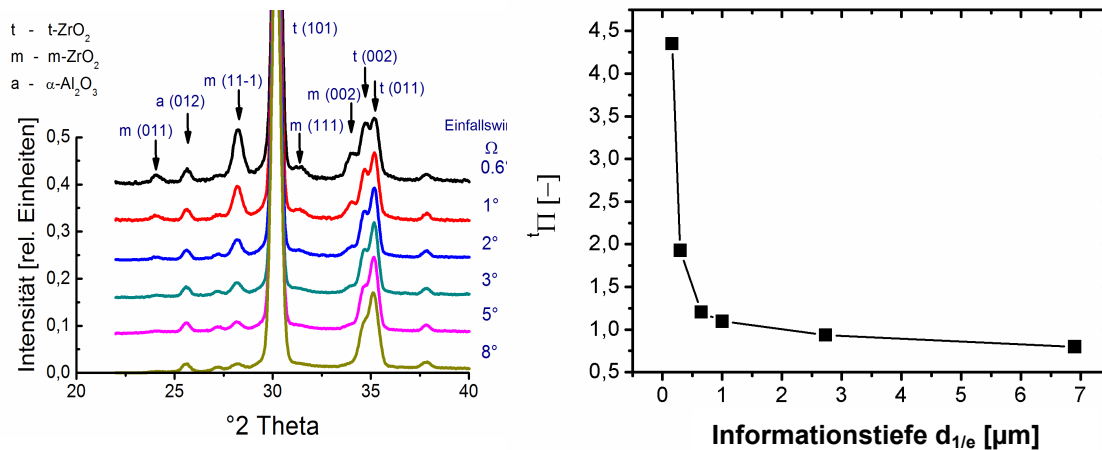 t - t-ZrO₂
m - m-ZrO₂
a - α-Al₂O₃
t (101)
t (002)
m (11-1)
m (002)
t (011)
a (012)
m (111)
m (011)
Einfallswin
Ω
0.6°
1°
2°
3°
5°
8°
0,5
0,4
0,3
0,2
0,1
0,0
Intensität [rel. Einheiten]
20 25 30 35 40
°2 Theta
4,5
4,0
3,5
3,0
2,5
2,0
1,5
1,0
0,5
ᵗΠ [−]
0 1 2 3 4 5 6 7
Informationstiefe d₁/ₑ [µm]